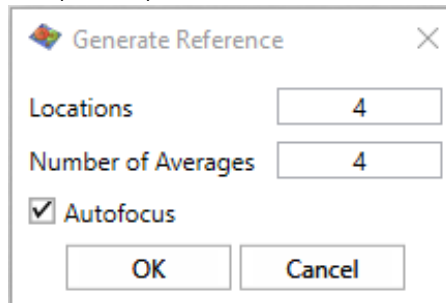 Generate Reference
Locations 4
Number of Averages 4
Autofocus
OK Cancel